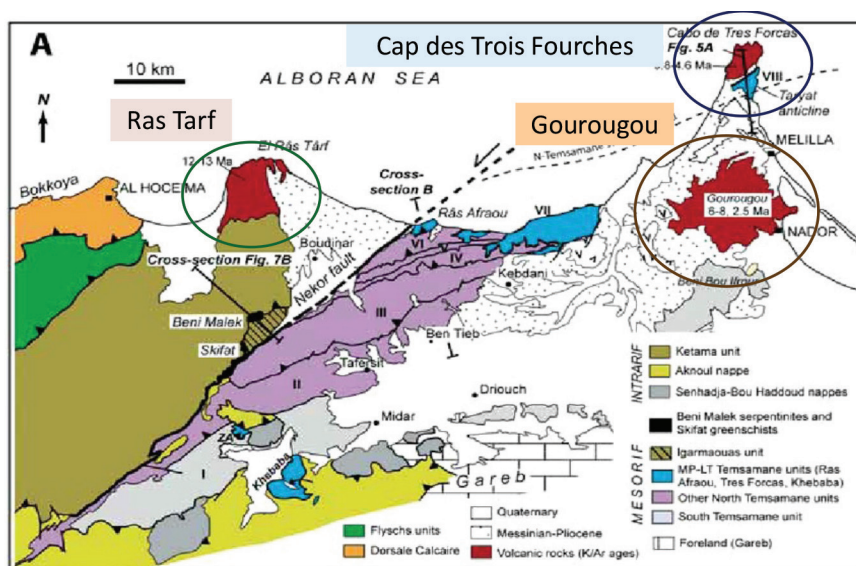 A
10 km
N
ALBORAN SEA
Cap des Trois Fourches
Cabo de Tres Forcas
Fig. 5A
4.6 Ma
VIII
anticline
Ras Tarf
El Râs Târf
12-13 Ma
Gourougou
N-Temsamane
MELILLA
Bokkoya
AL HOCEIMA
Cross-section B
Râs Afraou
VII
VI
IV
Gourougou
6-8, 2.5 Ma
NADOR
Boudinar
Cross-section Fig. 7B
Nekor fault
Kebdani
Beni Bou Ifrour
Beni Malek
Skifat
III
Ben Tieb
Tafersit
II
Driouch
Midar
ZA
I
Khebaba
Gareb
INTRARIF
Ketama unit
Aknoul nappe
Senhadja-Bou Haddoud nappes
Beni Malek serpentinites and
Skifat greenschists
MESORIF
Igarmaouas unit
MP-LT Temsamane units (Ras
Afraou, Tres Forcas, Khebaba)
Other North Temsamane units
South Temsamane unit
Foreland (Gareb)
Quaternary
Messinian-Pliocene
Volcanic rocks (K/Ar ages)
Flyschs units
Dorsale Calcaire